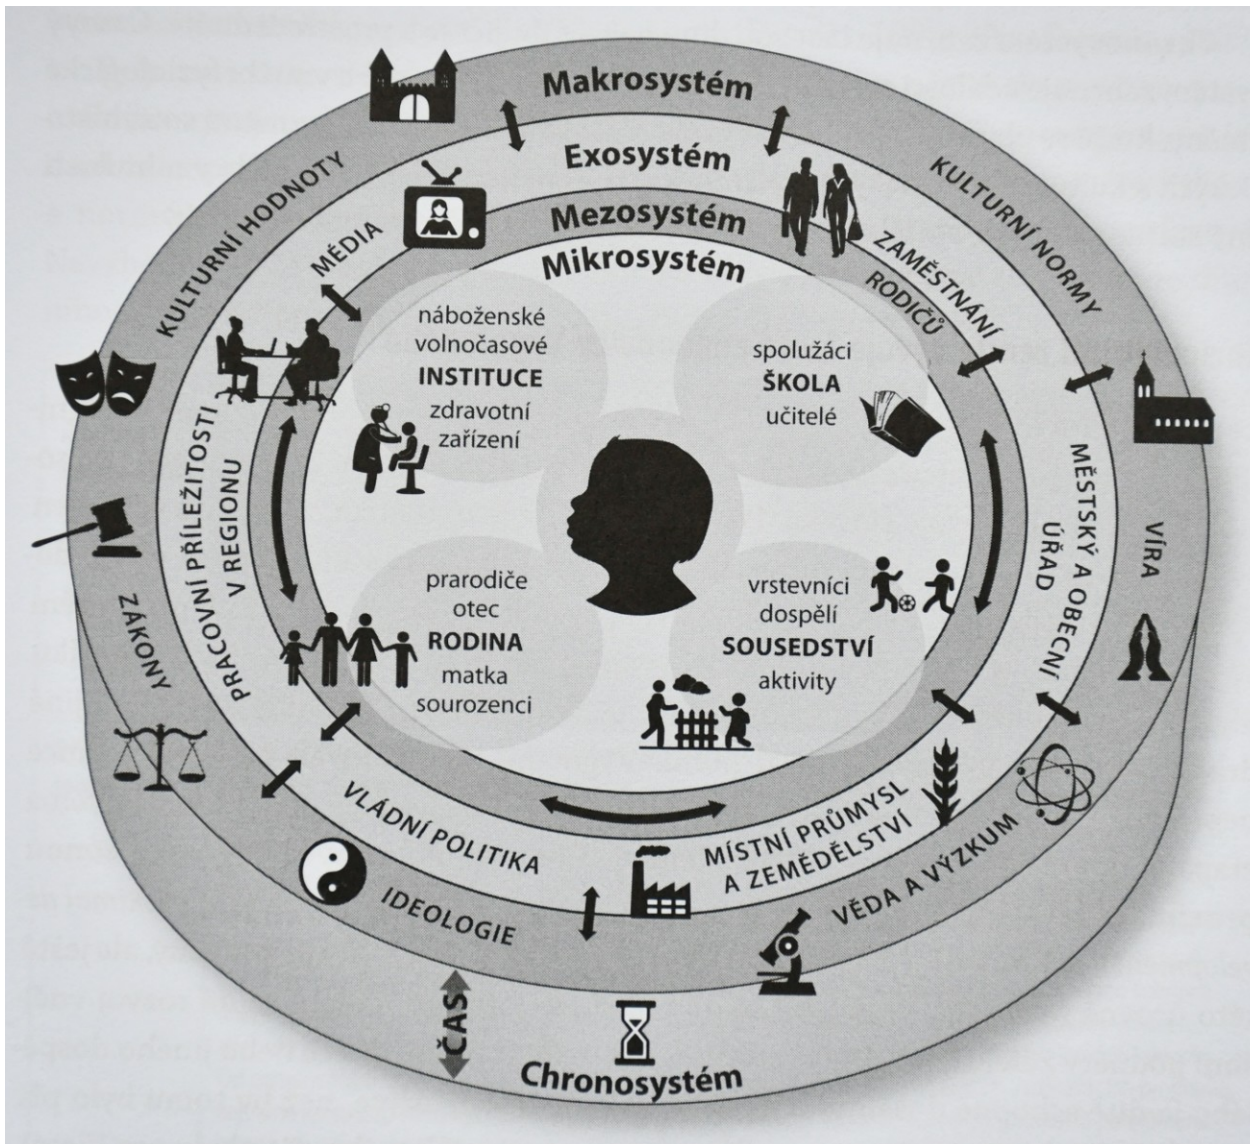 Makrosystém
Exosystém
Mezosystém
Mikrosystém
KULTURNÍ HODNOTY
KULTURNÍ NORMY
MÉDIA
ZAMĚSTNÁNÍ
RODIČŮ
náboženské
volnočasové
INSTITUCE
zdravotní
zařízení
spolužáci
ŠKOLA
učitelé
PRACOVNÍ PŘÍLEŽITOSTI
V REGIONU
MĚSTSKÝ A OBECNÍ
ÚŘAD
VÍRA
ZÁKONY
prarodiče
otec
RODINA
matka
sourozenci
vrstevníci
dospělí
SOUSEDSTVÍ
aktivity
VLÁDNÍ POLITIKA
MÍSTNÍ PRŮMYSL
A ZEMĚDĚLSTVÍ
IDEOLOGIE
VĚDA A VÝZKUM
ČAS
Chronosystém